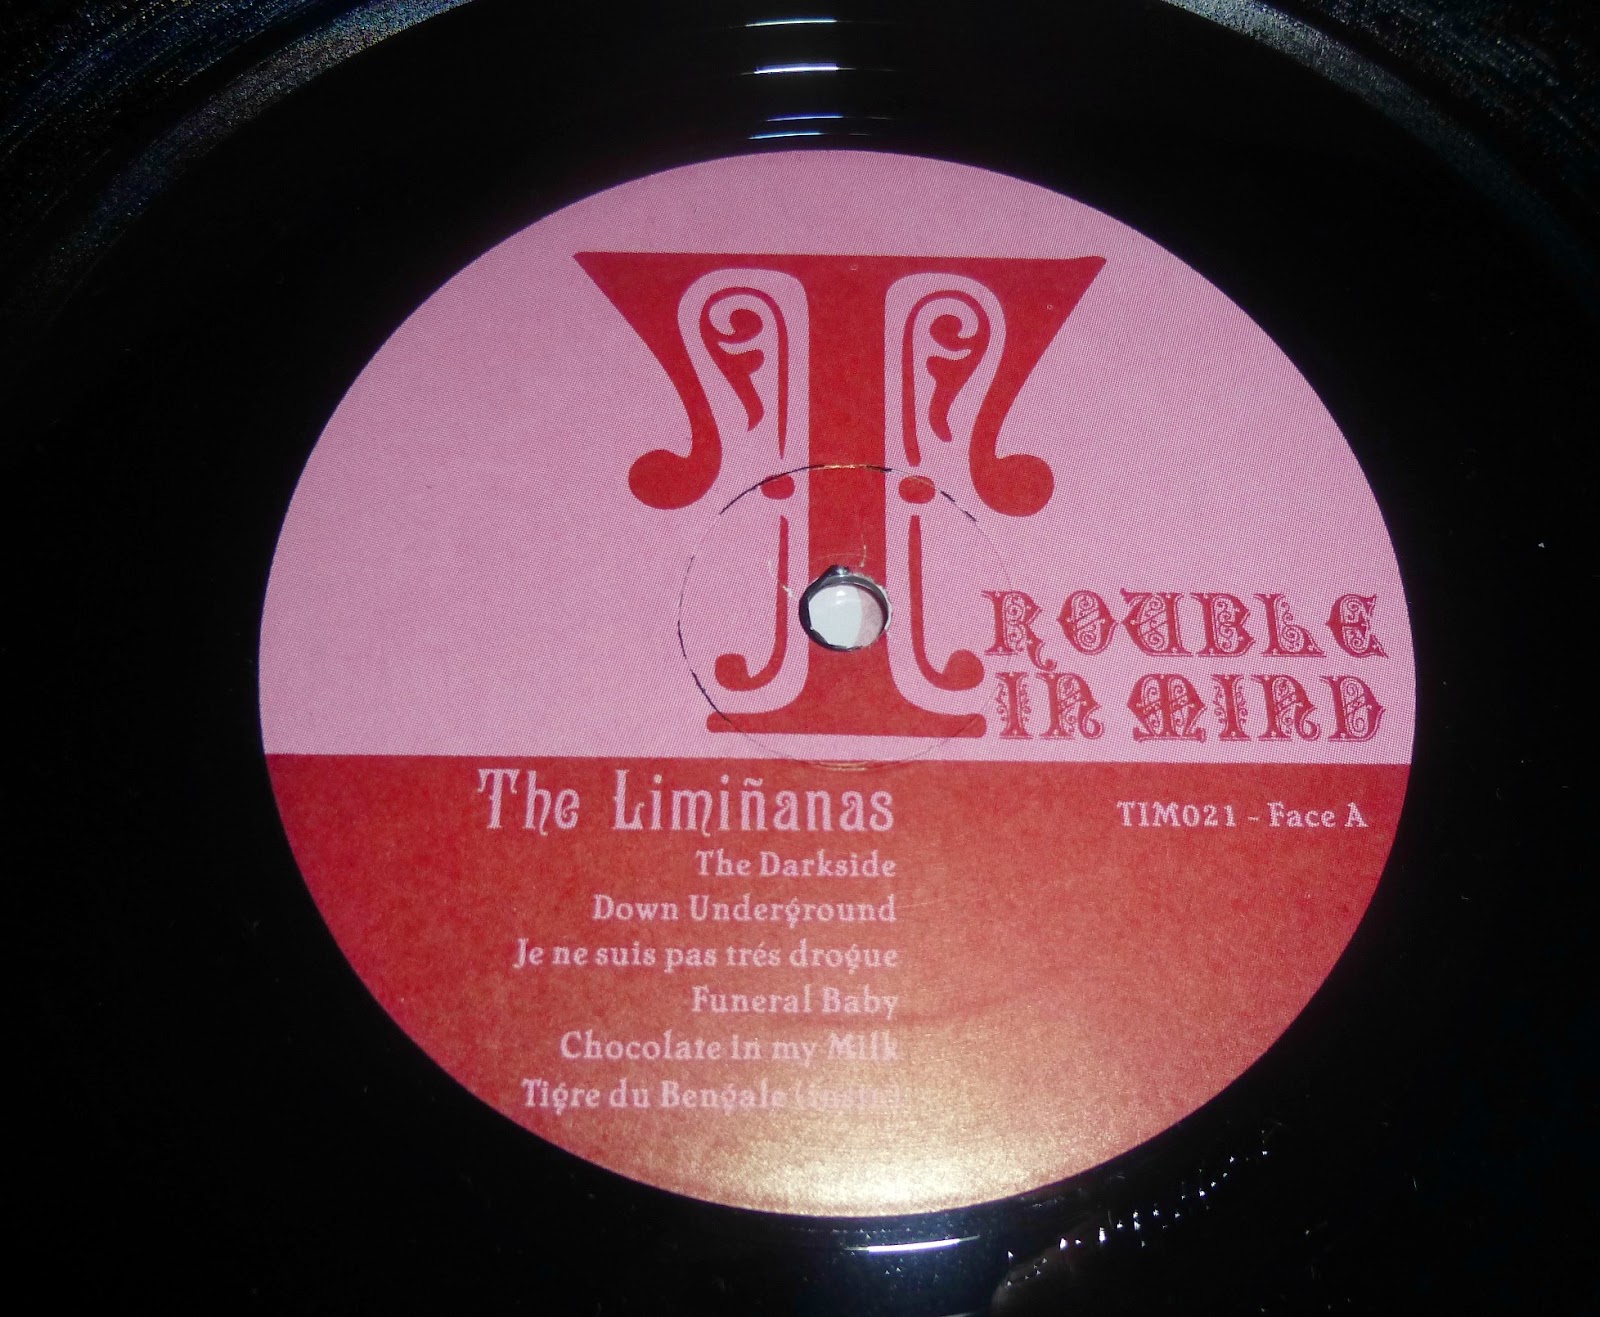 TROUBLE
IN MIND
The Limiñanas
TIM021 - Face A
The Darkside
Down Underground
Je ne suis pas trés drogue
Funeral Baby
Chocolate in my Milk
Tigre du Bengale